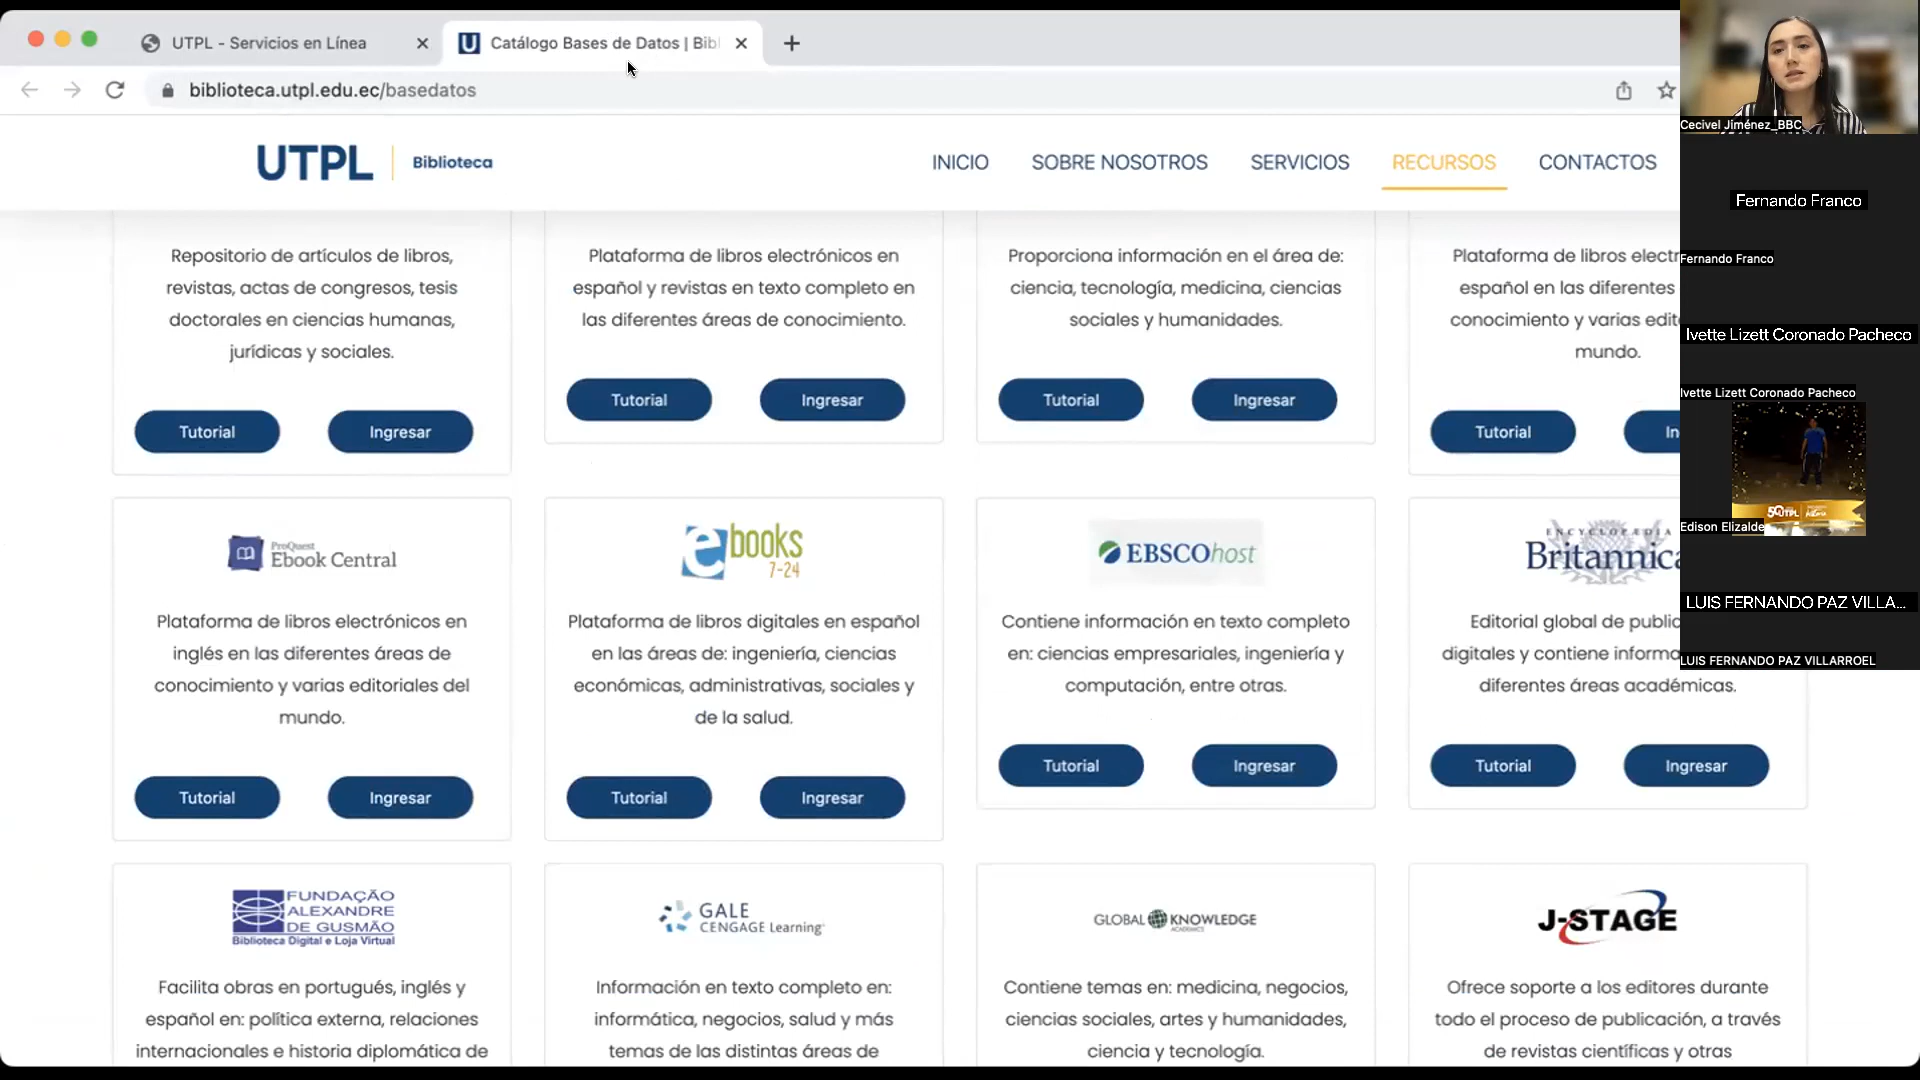 UTPL - Servicios en Línea
Catálogo Bases de Datos | Bibl
biblioteca.utpl.edu.ec/basedatos
UTPL
Biblioteca
INICIO
SOBRE NOSOTROS
SERVICIOS
RECURSOS
CONTACTOS
Repositorio de artículos de libros,
revistas, actas de congresos, tesis
doctorales en ciencias humanas,
jurídicas y sociales.
Tutorial
Ingresar
Plataforma de libros electrónicos en
español y revistas en texto completo en
las diferentes áreas de conocimiento.
Tutorial
Ingresar
Proporciona información en el área de:
ciencia, tecnología, medicina, ciencias
sociales y humanidades.
Tutorial
Ingresar
Plataforma de libros electr
español en las diferentes
conocimiento y varias edit
mundo.
Tutorial
In
ProQuest
Ebook Central
Plataforma de libros electrónicos en
inglés en las diferentes áreas de
conocimiento y varias editoriales del
mundo.
Tutorial
Ingresar
ebooks
7-24
Plataforma de libros digitales en español
en las áreas de: ingeniería, ciencias
económicas, administrativas, sociales y
de la salud.
Tutorial
Ingresar
EBSCOhost
Contiene información en texto completo
en: ciencias empresariales, ingeniería y
computación, entre otras.
Tutorial
Ingresar
ENCYCLOPÆDIA
Britannica
Editorial global de public
digitales y contiene informa
diferentes áreas académicas.
Tutorial
Ingresar
FUNDAÇÃO
ALEXANDRE
DE GUSMÃO
Biblioteca Digital e Loja Virtual
Facilita obras en portugués, inglés y
español en: política externa, relaciones
internacionales e historia diplomática de
GALE
CENGAGE Learning
Información en texto completo en:
informática, negocios, salud y más
temas de las distintas áreas de
GLOBAL KNOWLEDGE
ACADEMICS
Contiene temas en: medicina, negocios,
ciencias sociales, artes y humanidades,
ciencia y tecnología.
J-STAGE
Ofrece soporte a los editores durante
todo el proceso de publicación, a través
de revistas científicas y otras
Cecivel Jiménez_BBC
Fernando Franco
Fernando Franco
Ivette Lizett Coronado Pacheco
Ivette Lizett Coronado Pacheco
50 UTPL
Edison Elizalde
LUIS FERNANDO PAZ VILLA...
LUIS FERNANDO PAZ VILLARROEL